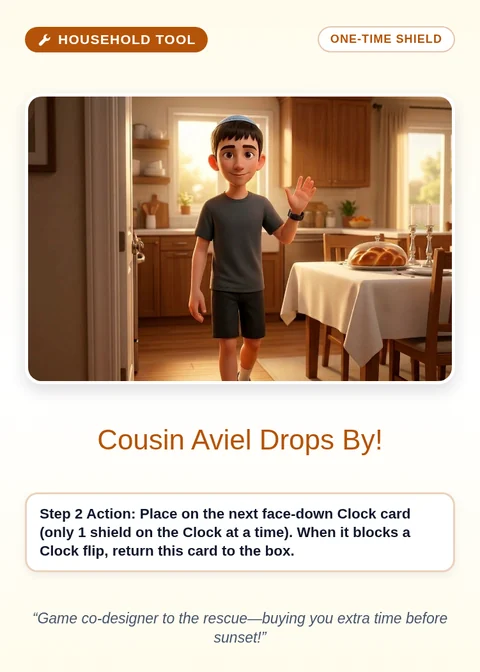 HOUSEHOLD TOOL
ONE-TIME SHIELD
Cousin Aviel Drops By!
Step 2 Action: Place on the next face-down Clock card
(only 1 shield on the Clock at a time). When it blocks a
Clock flip, return this card to the box.
“Game co-designer to the rescue—buying you extra time before
sunset!”